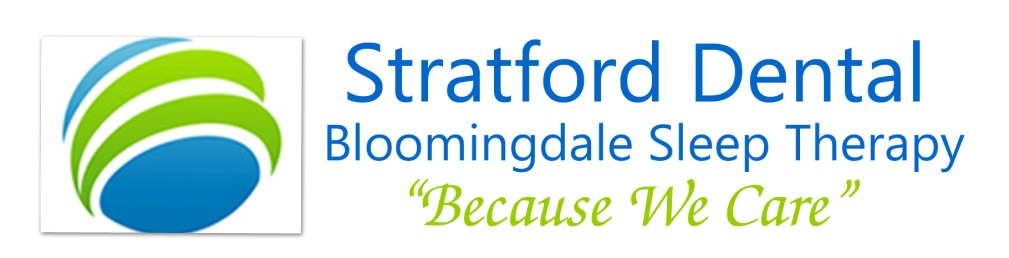 Stratford Dental
Bloomingdale Sleep Therapy
“Because We Care”